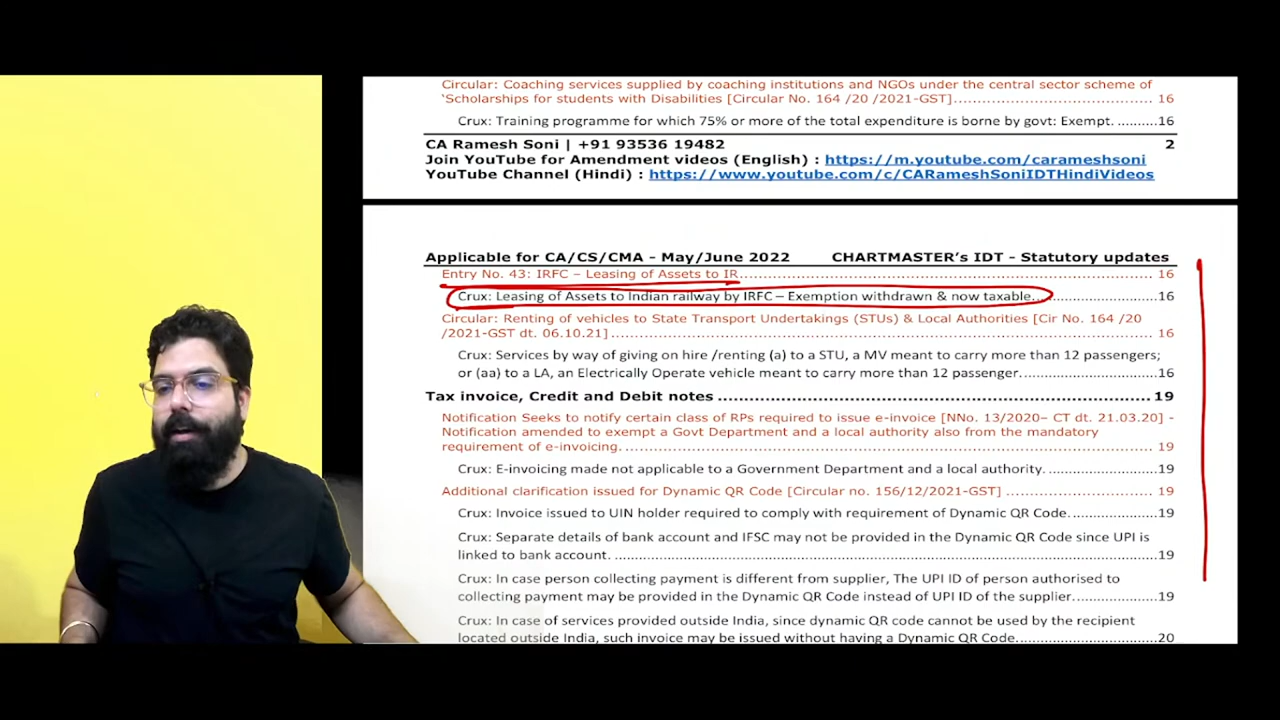 Circular: Coaching services supplied by coaching institutions and NGOs under the central sector scheme of
‘Scholarships for students with Disabilities [Circular No. 164 /20 /2021-GST]........................................ 16
Crux: Training programme for which 75% or more of the total expenditure is borne by govt: Exempt. ..........16
CA Ramesh Soni | +91 93536 19482 2
Join YouTube for Amendment videos (English) : https://m.youtube.com/carameshsoni
YouTube Channel (Hindi) : https://www.youtube.com/c/CARameshSoniIDTHindiVideos
Applicable for CA/CS/CMA - May/June 2022 CHARTMASTER’s IDT - Statutory updates
Entry No. 43: IRFC – Leasing of Assets to IR.................................................................................... 16
Crux: Leasing of Assets to Indian railway by IRFC – Exemption withdrawn & now taxable.............................16
Circular: Renting of vehicles to State Transport Undertakings (STUs) & Local Authorities [Cir No. 164 /20
/2021-GST dt. 06.10.21] ................................................................................................................. 16
Crux: Services by way of giving on hire /renting (a) to a STU, a MV meant to carry more than 12 passengers;
or (aa) to a LA, an Electrically Operate vehicle meant to carry more than 12 passenger. ...............................16
Tax invoice, Credit and Debit notes ................................................................................ 19
Notification Seeks to notify certain class of RPs required to issue e-invoice [NNo. 13/2020– CT dt. 21.03.20] -
Notification amended to exempt a Govt Department and a local authority also from the mandatory
requirement of e-invoicing. ............................................................................................................. 19
Crux: E-invoicing made not applicable to a Government Department and a local authority. ..........................19
Additional clarification issued for Dynamic QR Code [Circular no. 156/12/2021-GST] .................................. 19
Crux: Invoice issued to UIN holder required to comply with requirement of Dynamic QR Code. .....................19
Crux: Separate details of bank account and IFSC may not be provided in the Dynamic QR Code since UPI is
linked to bank account. ..................................................................................................................19
Crux: In case person collecting payment is different from supplier, The UPI ID of person authorised to
collecting payment may be provided in the Dynamic QR Code instead of UPI ID of the supplier.....................19
Crux: In case of services provided outside India, since dynamic QR code cannot be used by the recipient
located outside India, such invoice may be issued without having a Dynamic QR Code................................20